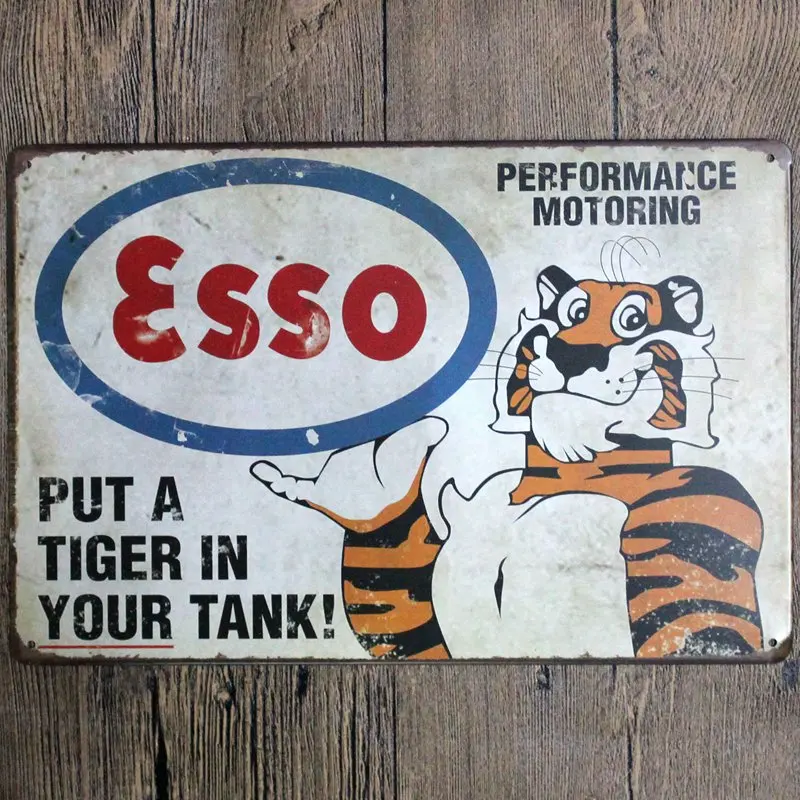 Esso
PERFORMANCE
MOTORING
PUT A
TIGER IN
YOUR TANK!